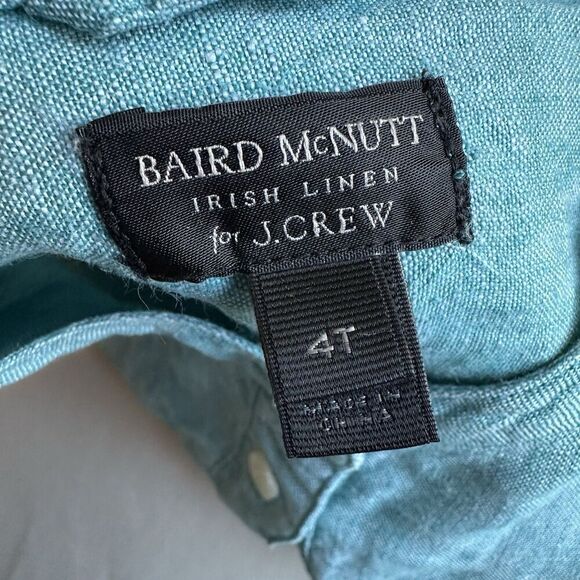 BAIRD McNUTT
IRISH LINEN
for J.CREW
4T
MADE IN
CHINA